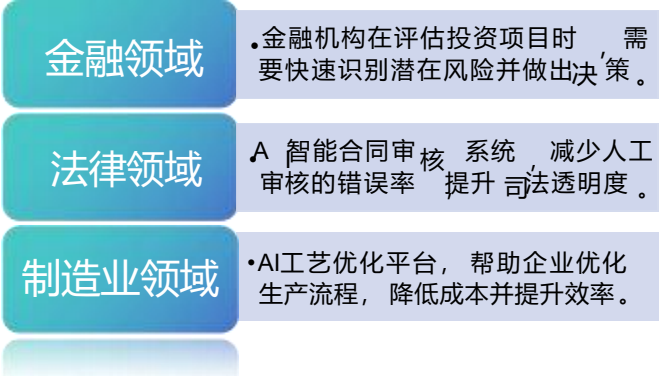 金融领域
•金融机构在评估投资项目时，需
要快速识别潜在风险并做出决策。
法律领域
•AI智能合同审核系统，减少人工
审核的错误率，提升司法透明度。
制造业领域
•AI工艺优化平台，帮助企业优化
生产流程，降低成本并提升效率。